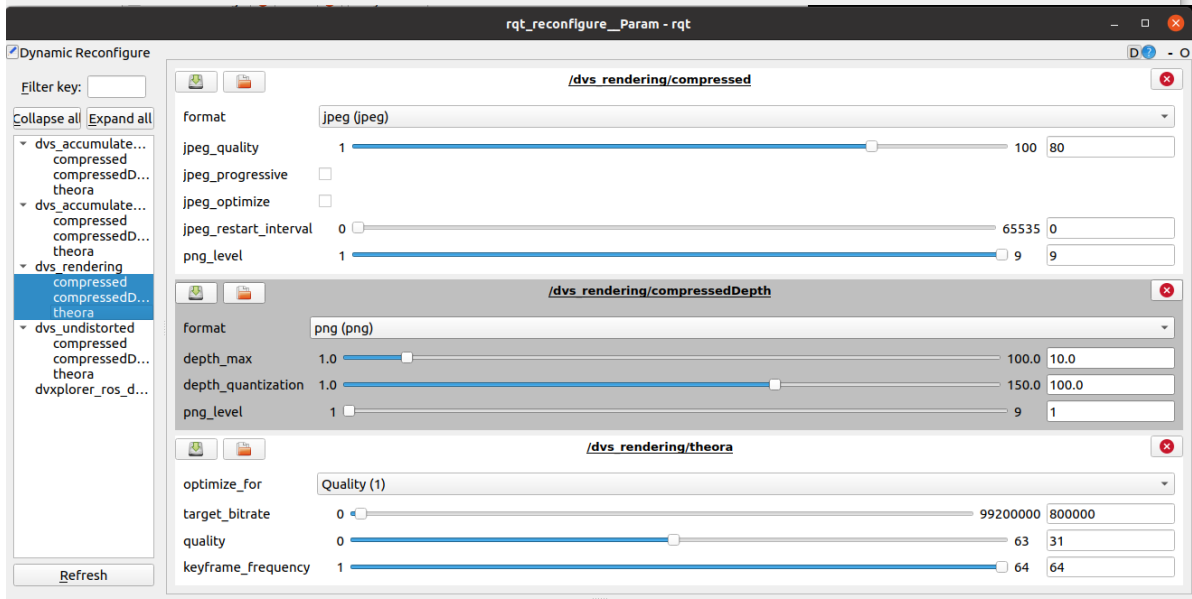 rqt_reconfigure__Param - rqt
Dynamic Reconfigure
D ? - O
Filter key:
Collapse all Expand all
dvs_accumulate...
compressed
compressedD...
theora
dvs_accumulate...
compressed
compressedD...
theora
dvs_rendering
compressed
compressedD...
theora
dvs_undistorted
compressed
compressedD...
theora
dvxplorer_ros_d...
Refresh
/dvs_rendering/compressed
format jpeg (jpeg)
jpeg_quality 1 100 80
jpeg_progressive
jpeg_optimize
jpeg_restart_interval 0 65535 0
png_level 1 9 9
/dvs_rendering/compressedDepth
format png (png)
depth_max 1.0 100.0 10.0
depth_quantization 1.0 150.0 100.0
png_level 1 9 1
/dvs_rendering/theora
optimize_for Quality (1)
target_bitrate 0 99200000 800000
quality 0 63 31
keyframe_frequency 1 64 64